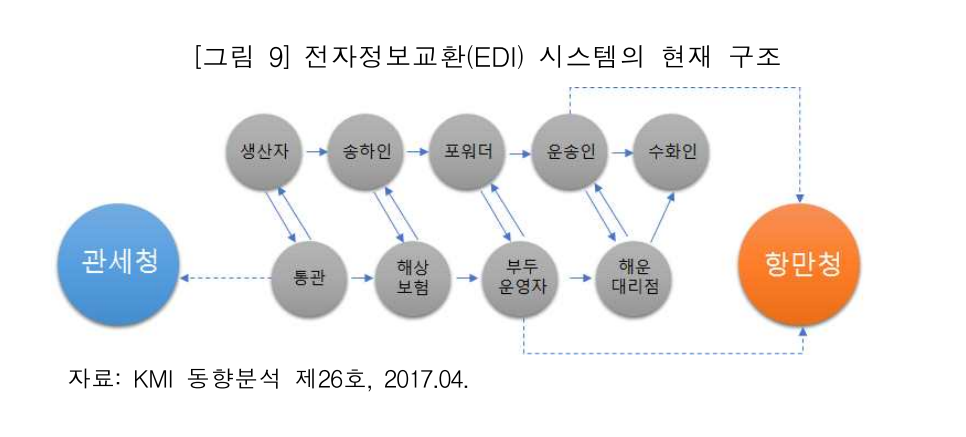 [그림 9] 전자정보교환(EDI) 시스템의 현재 구조
생산자
송하인
포워더
운송인
수화인
관세청
통관
해상
보험
부두
운영자
해운
대리점
항만청
자료: KMI 동향분석 제26호, 2017.04.